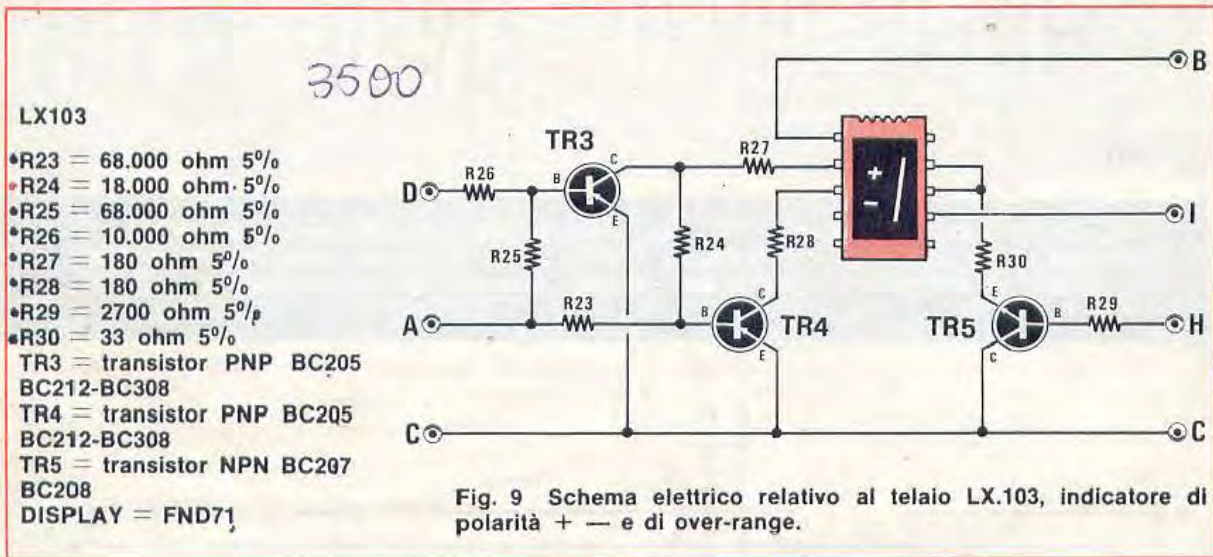 3500
LX103
R23 = 68.000 ohm 5%
R24 = 18.000 ohm 5%
R25 = 68.000 ohm 5%
R26 = 10.000 ohm 5%
R27 = 180 ohm 5%
R28 = 180 ohm 5%
R29 = 2700 ohm 5%
R30 = 33 ohm 5%
TR3 = transistor PNP BC205
BC212-BC308
TR4 = transistor PNP BC205
BC212-BC308
TR5 = transistor NPN BC207
BC208
DISPLAY = FND71
B
TR3
C
R27
D
R26
B
+
−
E
R25
R24
R28
I
R30
A
R23
B
C
TR4
E
TR5
E
B
R29
H
C
C
C
Fig. 9 Schema elettrico relativo al telaio LX.103, indicatore di
polarità + — e di over-range.